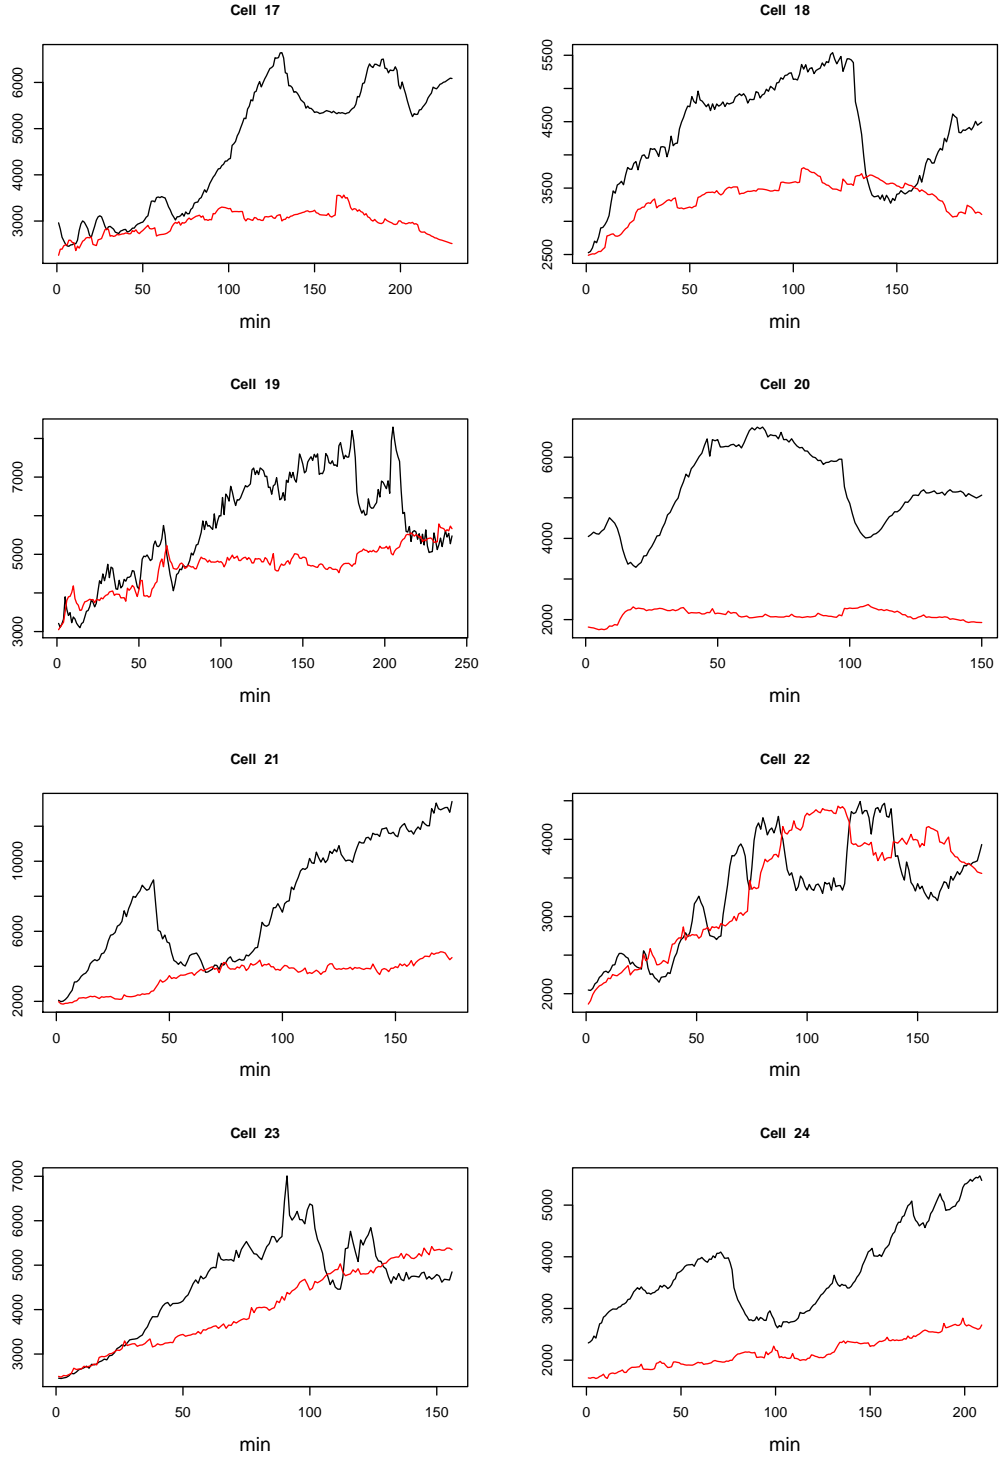 Cell 17
Cell 18
3000 4000 5000 6000
2500 3500 4500 5500
0 50 100 150 200
0 50 100 150
min
min
Cell 19
Cell 20
3000 5000 7000
2000 4000 6000
0 50 100 150 200 250
0 50 100 150
min
min
Cell 21
Cell 22
2000 6000 10000
2000 3000 4000
0 50 100 150
0 50 100 150
min
min
Cell 23
Cell 24
3000 4000 5000 6000 7000
2000 3000 4000 5000
0 50 100 150
0 50 100 150 200
min
min